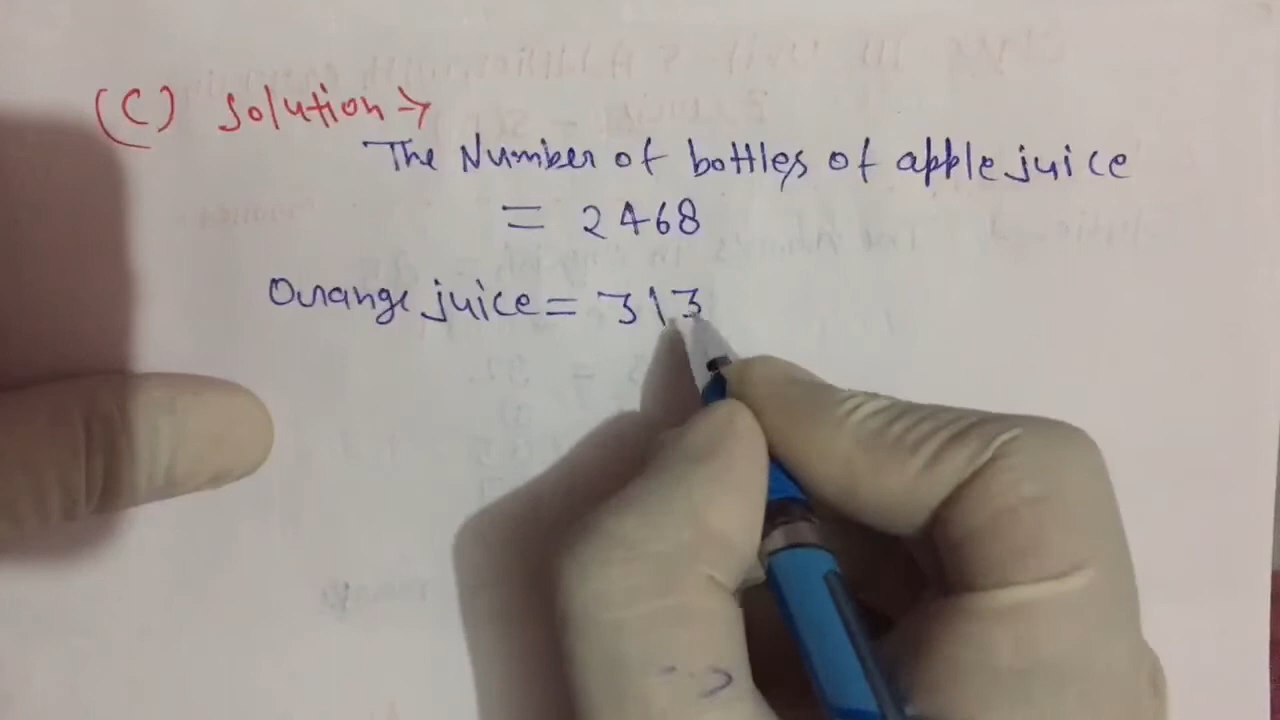 (C) Solution →
The Number of bottles of apple juice
= 2468
Orange juice = 313